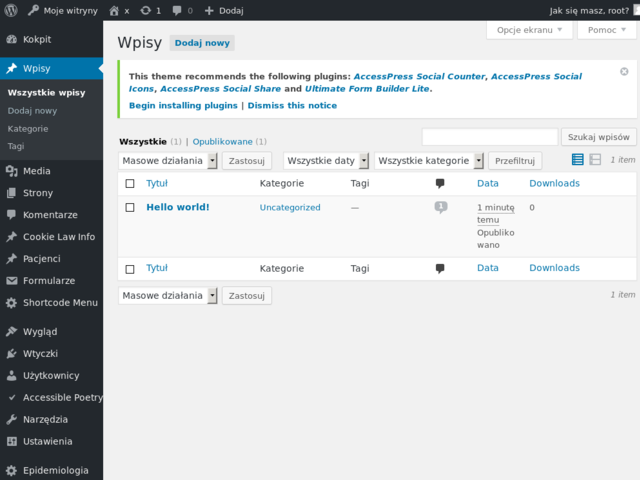 Moje witryny x 1 0 Dodaj Jak się masz, root?
Kokpit
Wpisy
Wszystkie wpisy
Dodaj nowy
Kategorie
Tagi
Media
Strony
Komentarze
Cookie Law Info
Pacjenci
Formularze
Shortcode Menu
Wygląd
Wtyczki
Użytkownicy
Accessible Poetry
Narzędzia
Ustawienia
Epidemiologia
Opcje ekranu Pomoc
Wpisy Dodaj nowy
This theme recommends the following plugins: AccessPress Social Counter, AccessPress Social
Icons, AccessPress Social Share and Ultimate Form Builder Lite.
Begin installing plugins | Dismiss this notice
Wszystkie (1) | Opublikowane (1)
Szukaj wpisów
Masowe działania Zastosuj Wszystkie daty Wszystkie kategorie Przefiltruj 1 item
Tytuł Kategorie Tagi Data Downloads
Hello world! Uncategorized — 1 1 minutę 0
temu
Opubliko
wano
Tytuł Kategorie Tagi Data Downloads
Masowe działania Zastosuj 1 item